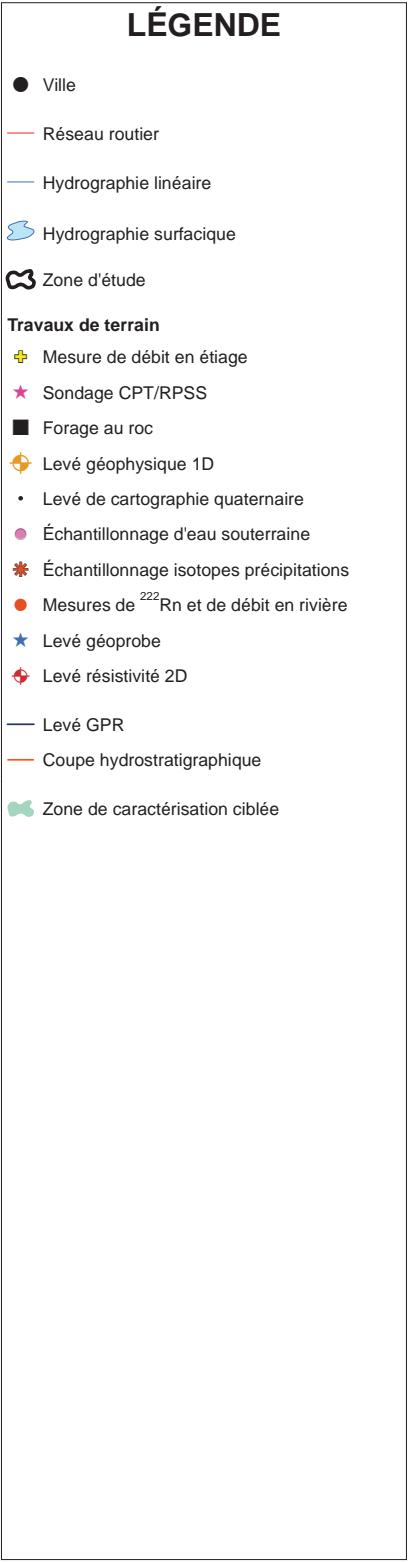 LÉGENDE
Ville
Réseau routier
Hydrographie linéaire
Hydrographie surfacique
Zone d'étude
Travaux de terrain
Mesure de débit en étiage
Sondage CPT/RPSS
Forage au roc
Levé géophysique 1D
Levé de cartographie quaternaire
Échantillonnage d'eau souterraine
Échantillonnage isotopes précipitations
Mesures de ²²²Rn et de débit en rivière
Levé géoprobe
Levé résistivité 2D
Levé GPR
Coupe hydrostratigraphique
Zone de caractérisation ciblée